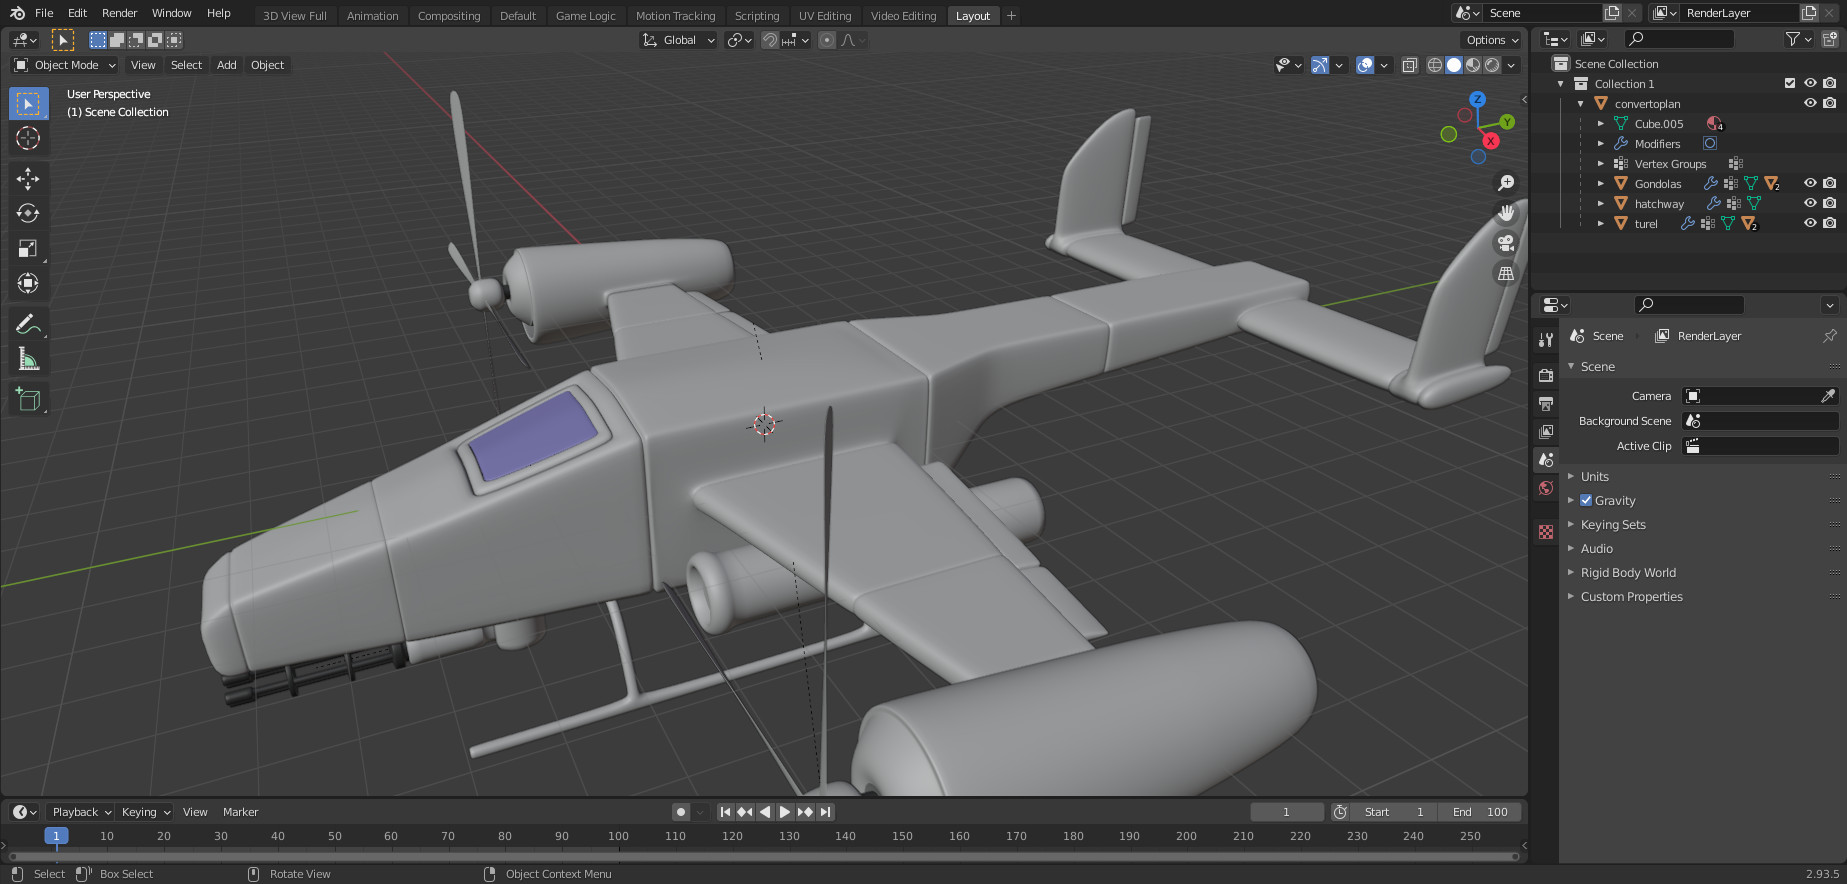 File Edit Render Window Help 3D View Full Animation Compositing Default Game Logic Motion Tracking Scripting UV Editing Video Editing Layout + Scene RenderLayer
Global Options
Object Mode View Select Add Object
User Perspective
(1) Scene Collection
Z
Y
X
Scene Collection
Collection 1
convertoplan
Cube.005 4
Modifiers
Vertex Groups
Gondolas 2
hatchway
turel 2
Scene RenderLayer
Scene
Camera
Background Scene
Active Clip
Units
Gravity
Keying Sets
Audio
Rigid Body World
Custom Properties
Playback Keying View Marker 1 Start 1 End 100
1 10 20 30 40 50 60 70 80 90 100 110 120 130 140 150 160 170 180 190 200 210 220 230 240 250
Select Box Select Rotate View Object Context Menu 2.93.5